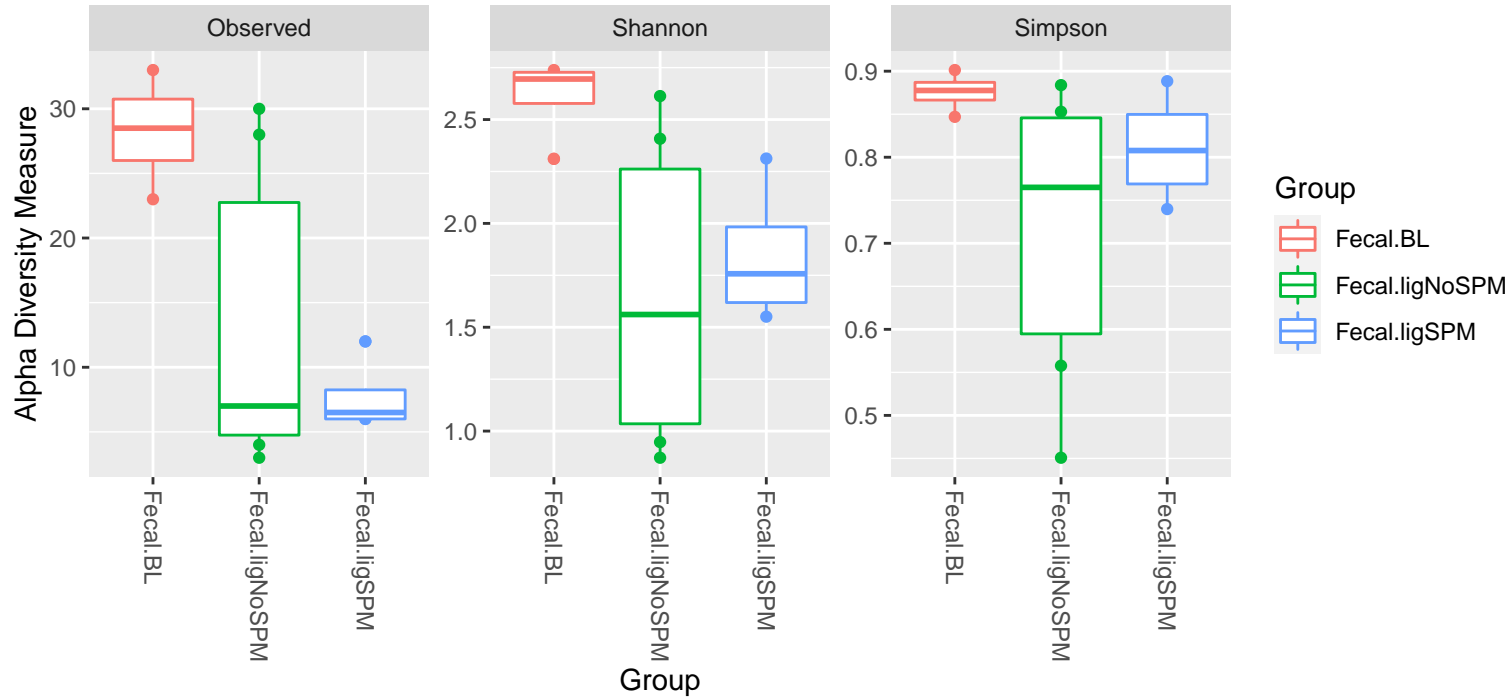 Observed
Shannon
Simpson
Alpha Diversity Measure
30
20
10
2.5
2.0
1.5
1.0
0.9
0.8
0.7
0.6
0.5
Fecal.BL
Fecal.ligNoSPM
Fecal.ligSPM
Fecal.BL
Fecal.ligNoSPM
Fecal.ligSPM
Fecal.BL
Fecal.ligNoSPM
Fecal.ligSPM
Group
Group
Fecal.BL
Fecal.ligNoSPM
Fecal.ligSPM